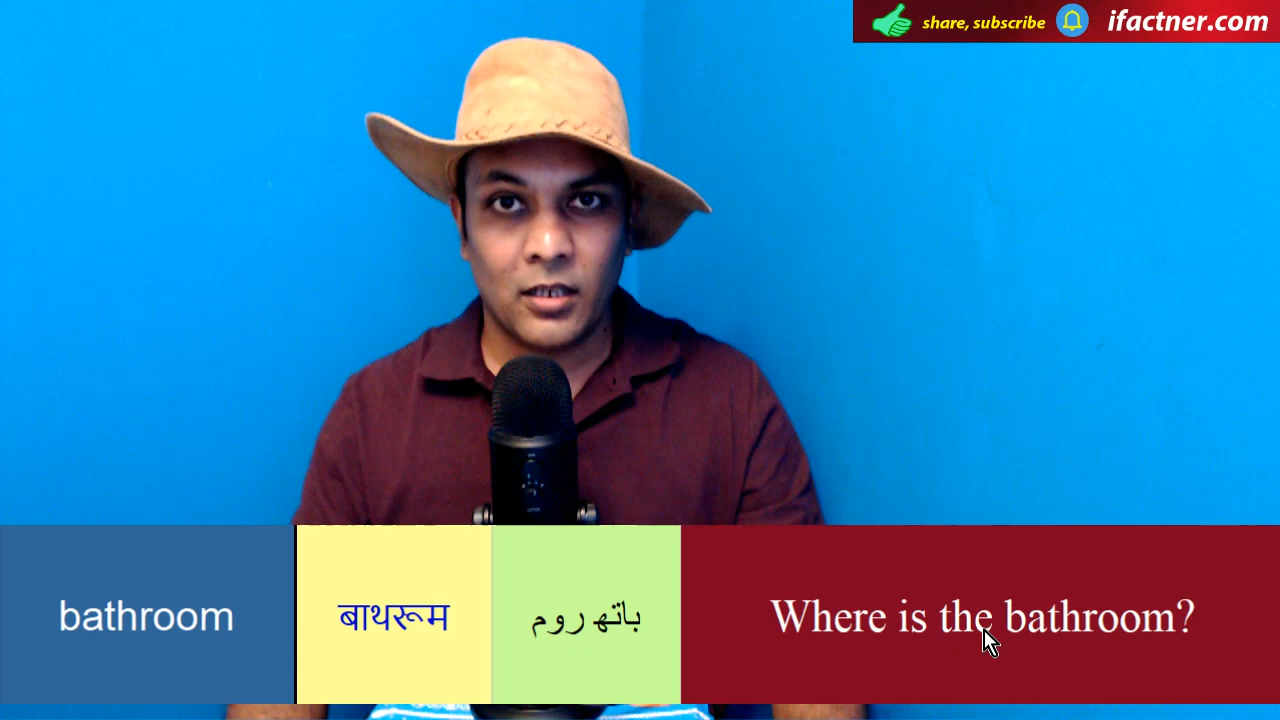 share, subscribe ifactner.com
bathroom
बाथरूम
باتھ روم
Where is the bathroom?